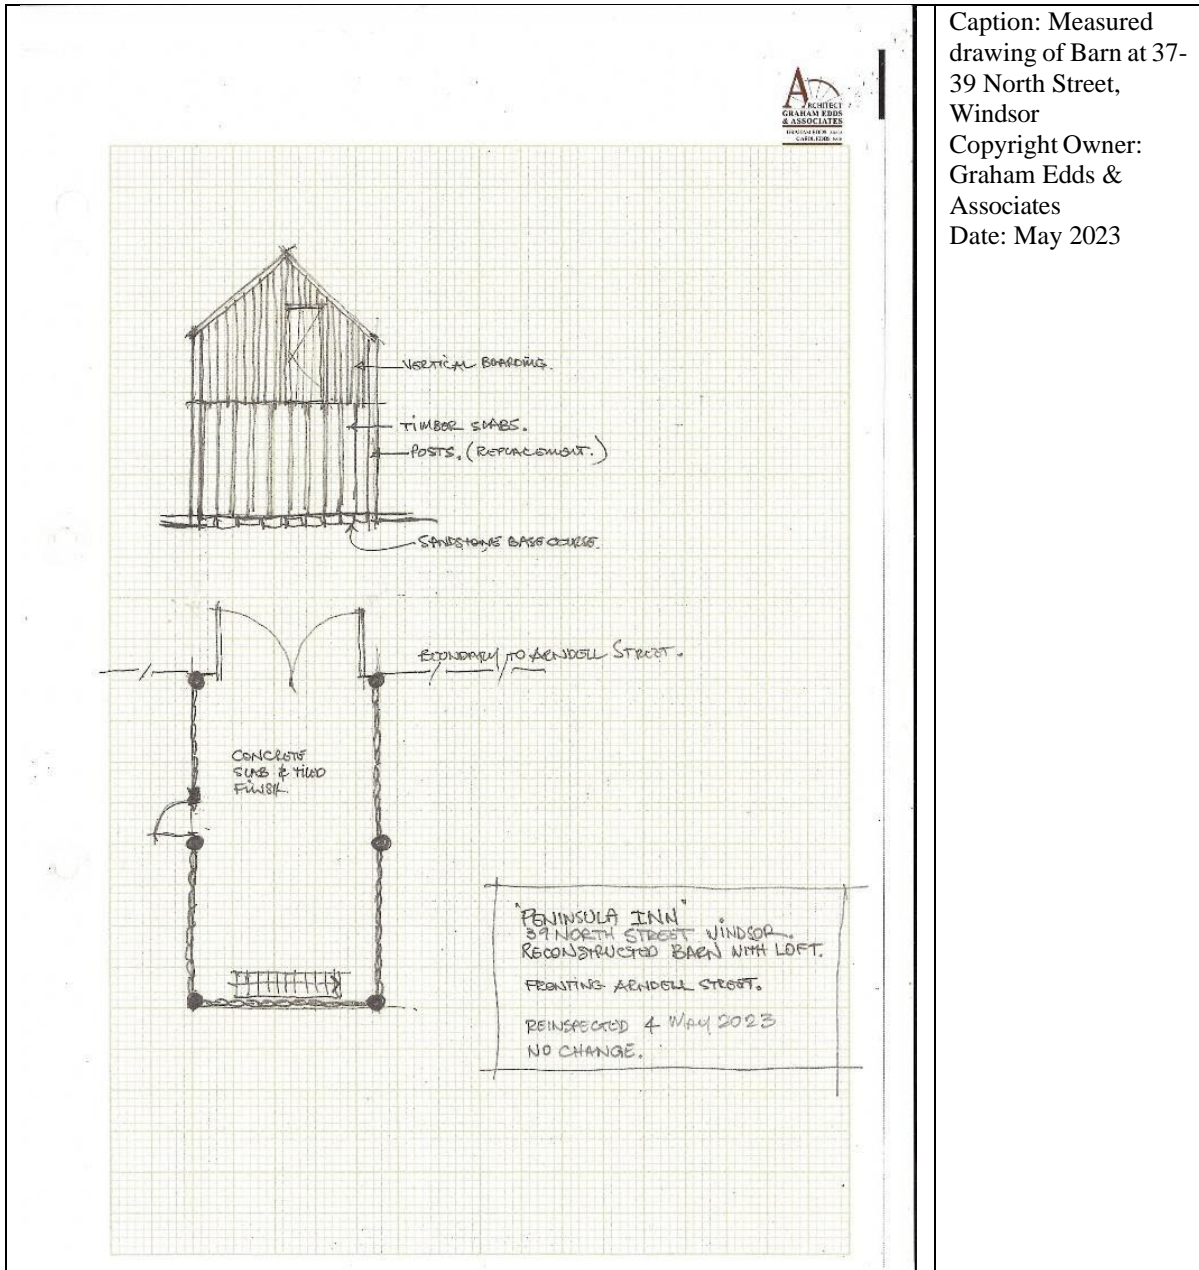 ARCHITECT
GRAHAM EDDS
& ASSOCIATES
VERTICAL BOARDING.
TIMBER SLABS.
POSTS. (REPLACEMENT.)
SANDSTONE BASE COURSE.
BOUNDARY TO ARNDELL STREET.
CONCRETE
SLAB & TILED
FINISH.
"PENINSULA INN"
39 NORTH STREET WINDSOR.
RECONSTRUCTED BARN WITH LOFT.
FRONTING ARNDELL STREET.
REINSPECTED 4 MAY 2023
NO CHANGE.
Caption: Measured
drawing of Barn at 37-
39 North Street,
Windsor
Copyright Owner:
Graham Edds &
Associates
Date: May 2023